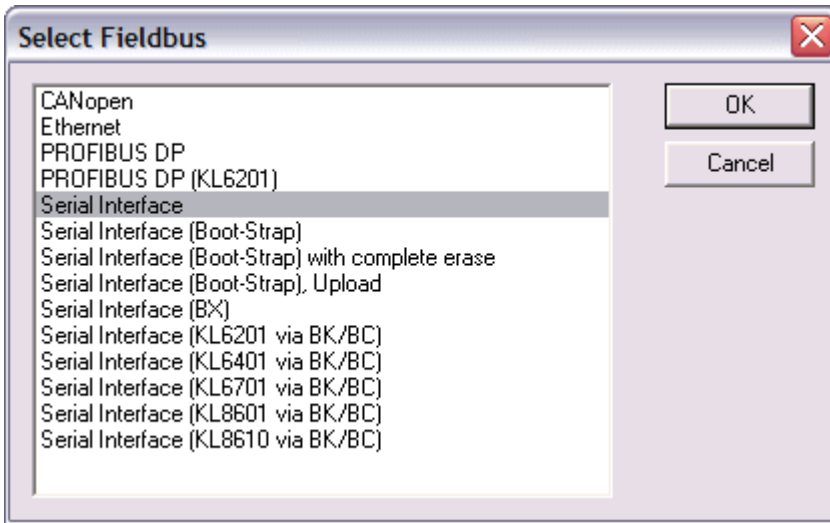 Select Fieldbus
CANopen
Ethernet
PROFIBUS DP
PROFIBUS DP (KL6201)
Serial Interface
Serial Interface (Boot-Strap)
Serial Interface (Boot-Strap) with complete erase
Serial Interface (Boot-Strap), Upload
Serial Interface (BX)
Serial Interface (KL6201 via BK/BC)
Serial Interface (KL6401 via BK/BC)
Serial Interface (KL6701 via BK/BC)
Serial Interface (KL8601 via BK/BC)
Serial Interface (KL8610 via BK/BC)
OK
Cancel